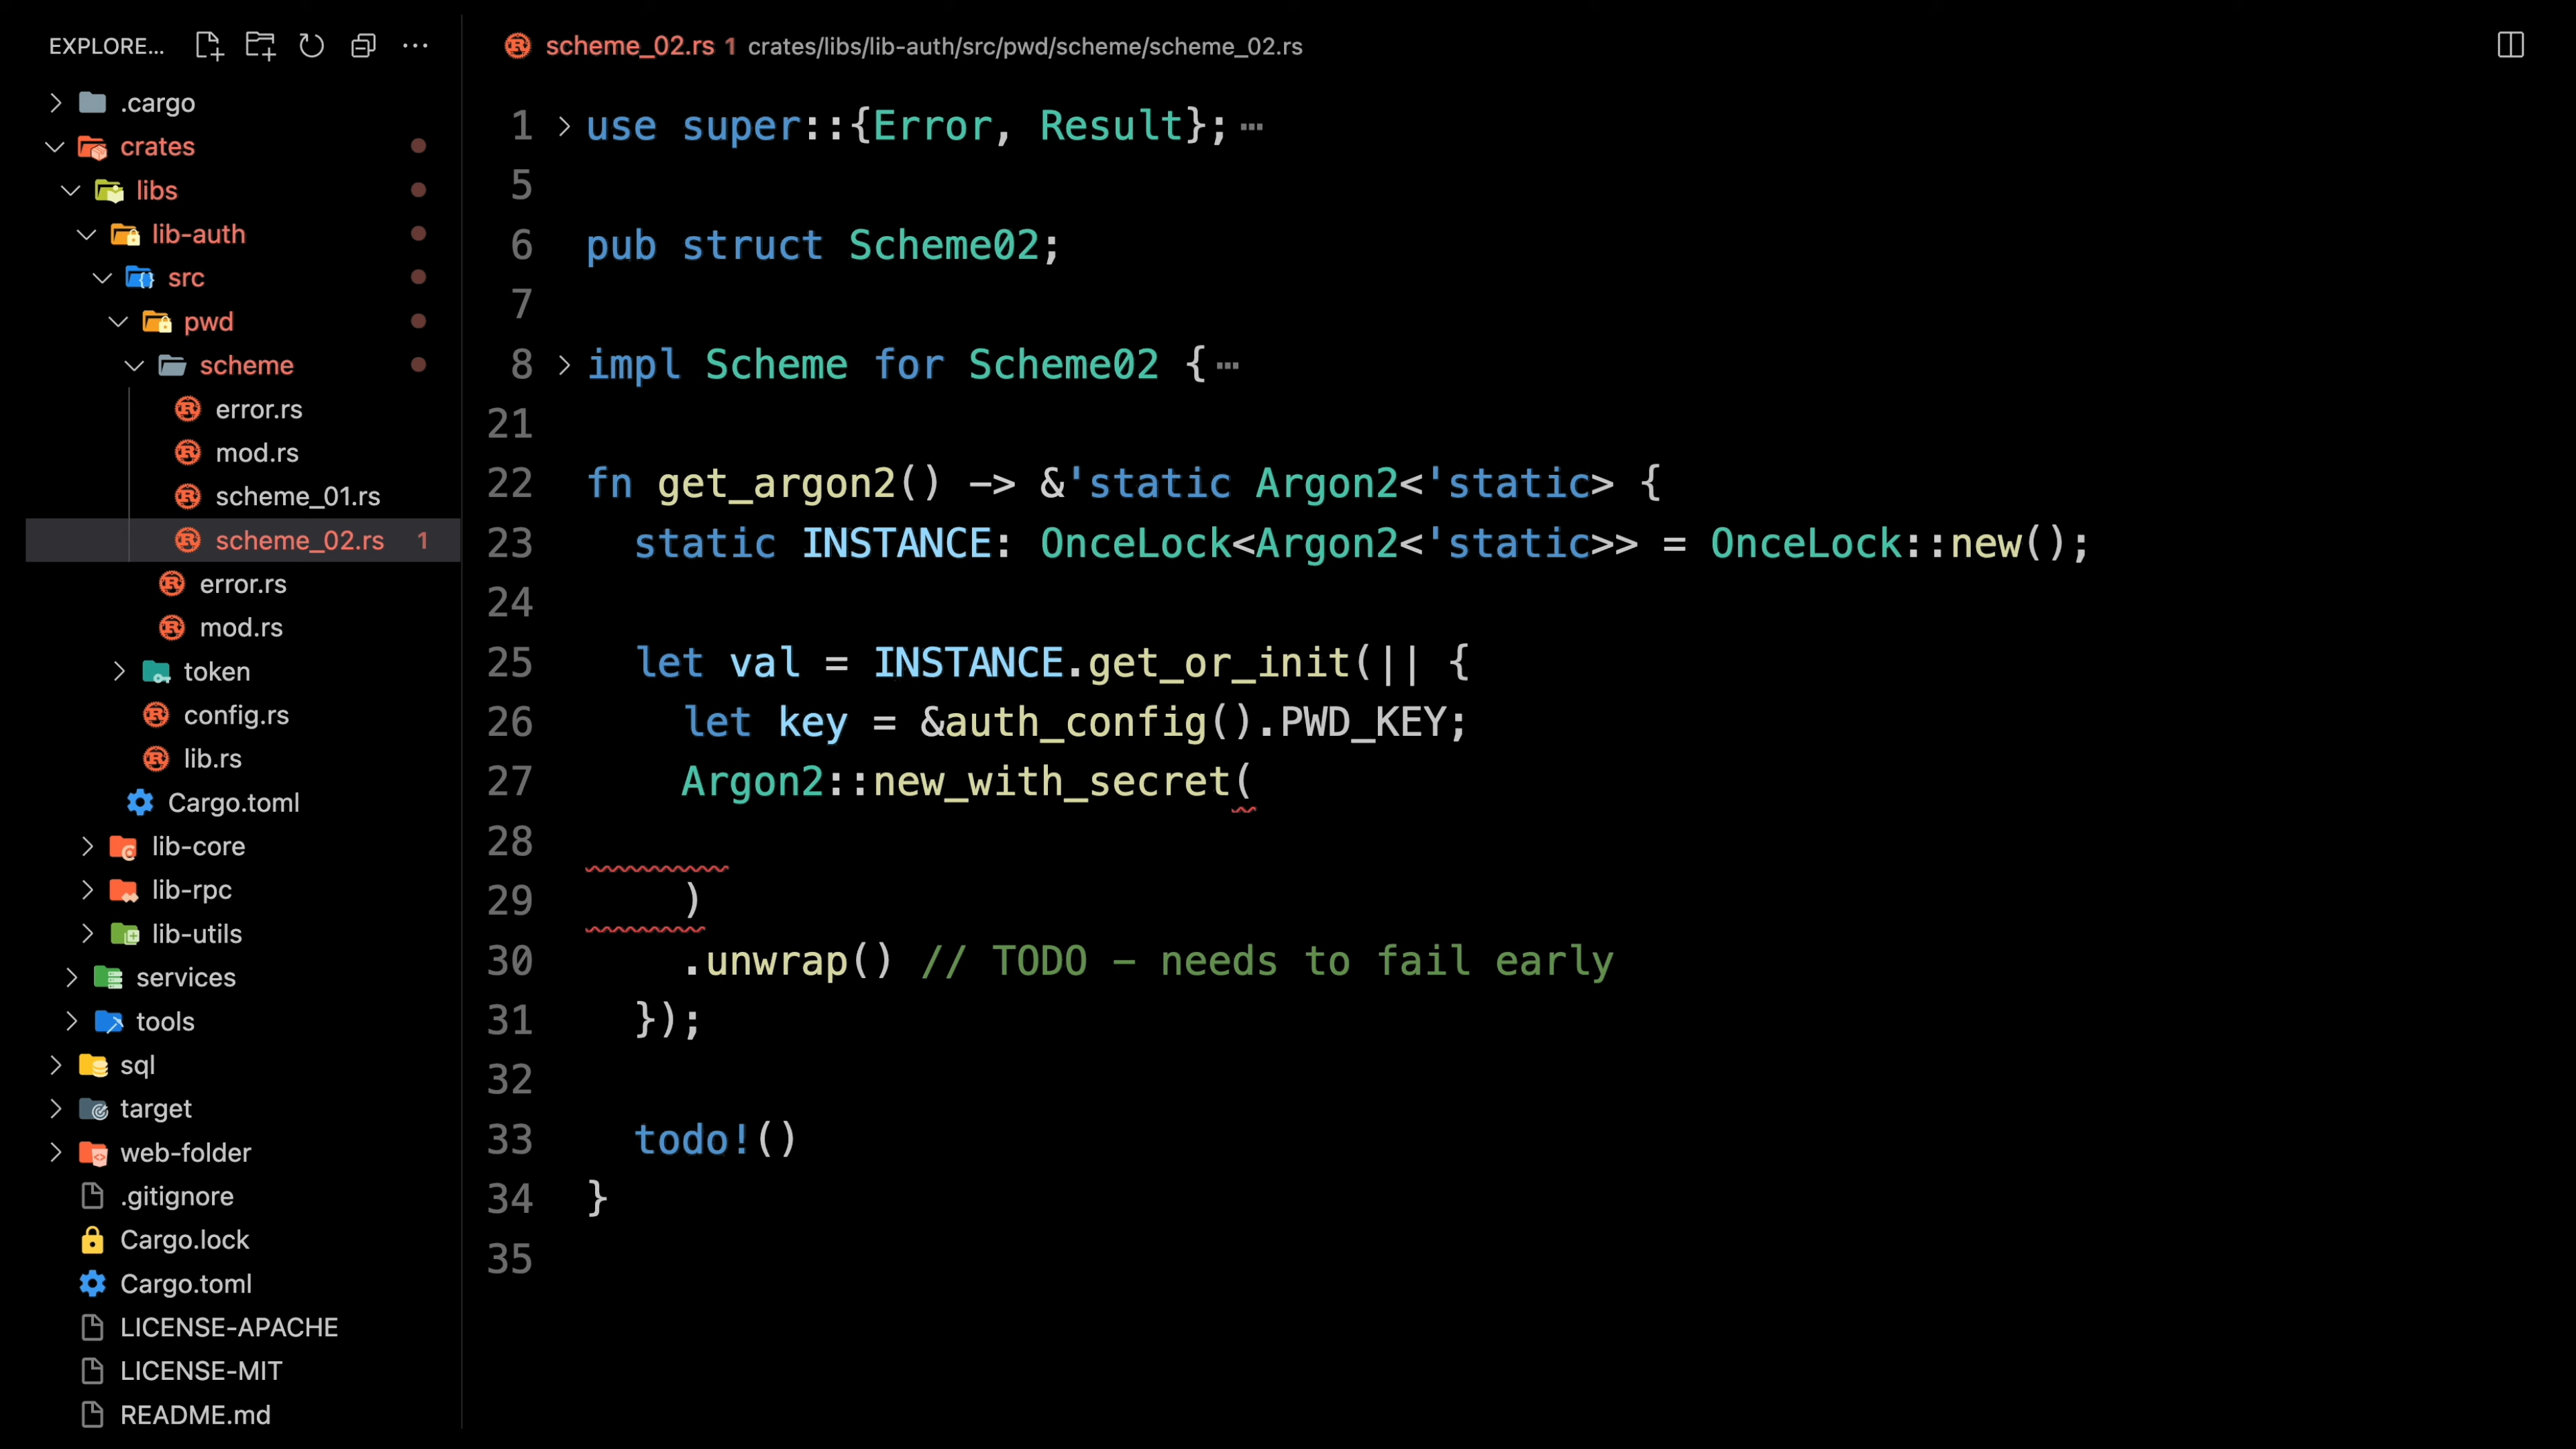 EXPLORE...
.cargo
crates
libs
lib-auth
src
pwd
scheme
error.rs
mod.rs
scheme_01.rs
scheme_02.rs 1
error.rs
mod.rs
token
config.rs
lib.rs
Cargo.toml
lib-core
lib-rpc
lib-utils
services
tools
sql
target
web-folder
.gitignore
Cargo.lock
Cargo.toml
LICENSE-APACHE
LICENSE-MIT
README.md
scheme_02.rs 1 crates/libs/lib-auth/src/pwd/scheme/scheme_02.rs
1 use super::{Error, Result};
5
6 pub struct Scheme02;
7
8 impl Scheme for Scheme02 {
21
22 fn get_argon2() -> &'static Argon2<'static> {
23 static INSTANCE: OnceLock<Argon2<'static>> = OnceLock::new();
24
25 let val = INSTANCE.get_or_init(|| {
26 let key = &auth_config().PWD_KEY;
27 Argon2::new_with_secret(
28
29 )
30 .unwrap() // TODO - needs to fail early
31 });
32
33 todo!()
34 }
35